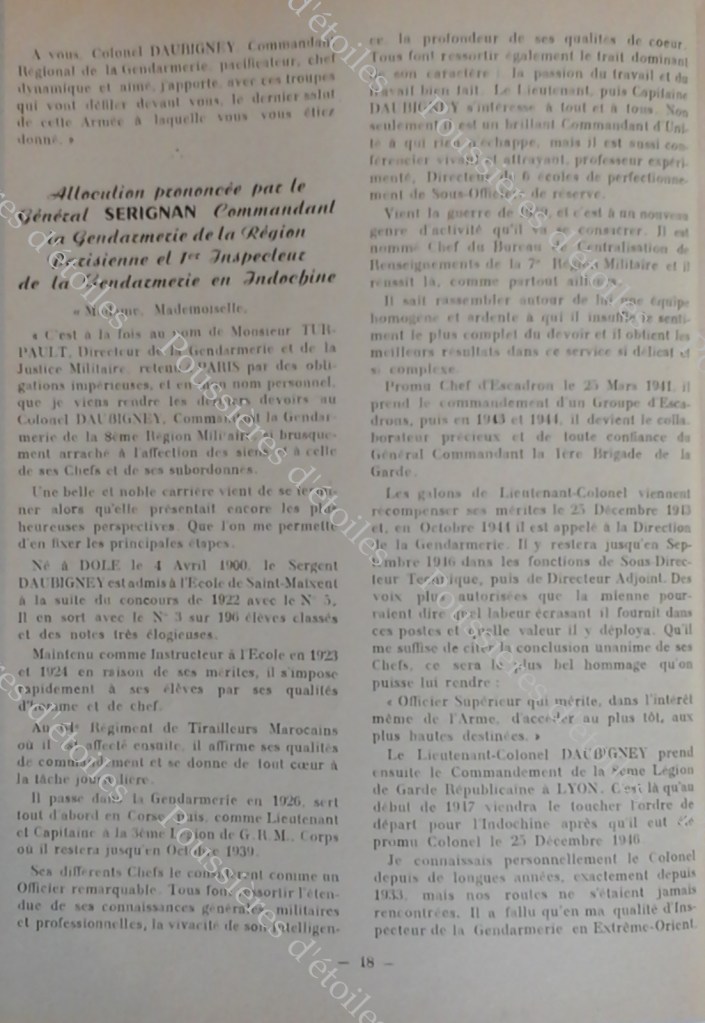 A vous, Colonel DAUBIGNEY, Commandant
Régional de la Gendarmerie, pacificateur, chef
dynamique et aimé, j'apporte, avec ces troupes
qui vont défiler devant vous, le dernier salut
de cette Armée à laquelle vous vous étiez
donné. »
Allocution prononcée par le
Général SERIGNAN Commandant
la Gendarmerie de la Région
Parisienne et 1er Inspecteur
de la Gendarmerie en Indochine
« Madame, Mademoiselle,
« C'est à la fois au nom de Monsieur TUR-
PAULT, Directeur de la Gendarmerie et de la
Justice Militaire, retenu à PARIS par des obli-
gations impérieuses, et en mon nom personnel,
que je viens rendre les derniers devoirs au
Colonel DAUBIGNEY, Commandant la Gendar-
merie de la 8ème Région Militaire, si brusque-
ment arraché à l'affection des siens et à celle
de ses Chefs et de ses subordonnés.
Une belle et noble carrière vient de se termi-
ner alors qu'elle présentait encore les plus
heureuses perspectives. Que l'on me permette
d'en fixer les principales étapes.
Né à DOLE le 4 Avril 1900, le Sergent
DAUBIGNEY est admis à l'Ecole de Saint-Maixent
à la suite du concours de 1922 avec le N° 5.
Il en sort avec le N° 3 sur 196 élèves classés
et des notes très élogieuses.
Maintenu comme Instructeur à l'Ecole en 1923
et 1924 en raison de ses mérites, il s'impose
rapidement à ses élèves par ses qualités
d'homme et de chef.
Au Régiment de Tirailleurs Marocains
où il est affecté ensuite, il affirme ses qualités
de commandement et se donne de tout cœur à
la tâche journalière.
Il passe dans la Gendarmerie en 1926, sert
tout d'abord en Corse, puis, comme Lieutenant
et Capitaine à la 3ème Légion de G.R.M., Corps
où il restera jusqu'en Octobre 1939.
Ses différents Chefs le considèrent comme un
Officier remarquable. Tous font ressortir l'éten-
due de ses connaissances générales, militaires
et professionnelles, la vivacité de son intelligen-
ce, la profondeur de ses qualités de coeur.
Tous font ressortir également le trait dominant
de son caractère : la passion du travail et du
travail bien fait. Le Lieutenant, puis Capitaine
DAUBIGNEY s'intéresse à tout et à tous. Non
seulement il est un brillant Commandant d'Uni-
té à qui rien n'échappe, mais il est aussi con-
férencier vivant et attrayant, professeur expéri-
menté, Directeur de 6 écoles de perfectionne-
ment de Sous-Officiers de réserve.
Vient la guerre de 1939, et c'est à un nouveau
genre d'activité qu'il va se consacrer. Il est
nommé Chef du Bureau de Centralisation de
Renseignements de la 7e Région Militaire et il
réussit là, comme partout ailleurs.
Il sait rassembler autour de lui une équipe
homogène et ardente à qui il insuffle le senti-
ment le plus complet du devoir et il obtient les
meilleurs résultats dans ce service si délicat et
si complexe.
Promu Chef d'Escadron le 25 Mars 1941, il
prend le commandement d'un Groupe d'Esca-
drons, puis en 1943 et 1944, il devient le colla-
borateur précieux et de toute confiance du
Général Commandant la 1ère Brigade de la
Garde.
Les galons de Lieutenant-Colonel viennent
récompenser ses mérites le 25 Décembre 1943
et, en Octobre 1944 il est appelé à la Direction
de la Gendarmerie. Il y restera jusqu'en Sep-
tembre 1946 dans les fonctions de Sous-Direc-
teur Technique, puis de Directeur Adjoint. Des
voix plus autorisées que la mienne pour-
raient dire quel labeur écrasant il fournit dans
ces postes et quelle valeur il y déploya. Qu'il
me suffise de citer la conclusion unanime de ses
Chefs, ce sera le plus bel hommage qu'on
puisse lui rendre :
« Officier Supérieur qui mérite, dans l'intérêt
même de l'Arme, d'accéder au plus tôt, aux
plus hautes destinées. »
Le Lieutenant-Colonel DAUBIGNEY prend
ensuite le Commandement de la 8ème Légion
de Garde Républicaine à LYON. C'est là qu'au
début de 1947 viendra le toucher l'ordre de
départ pour l'Indochine après qu'il eut été
promu Colonel le 25 Décembre 1946
Je connaissais personnellement le Colonel
depuis de longues années, exactement depuis
1933, mais nos routes ne s'étaient jamais
rencontrées. Il a fallu qu'en ma qualité d'Ins-
pecteur de la Gendarmerie en Extrême-Orient
— 18 —
Poussières d'étoiles